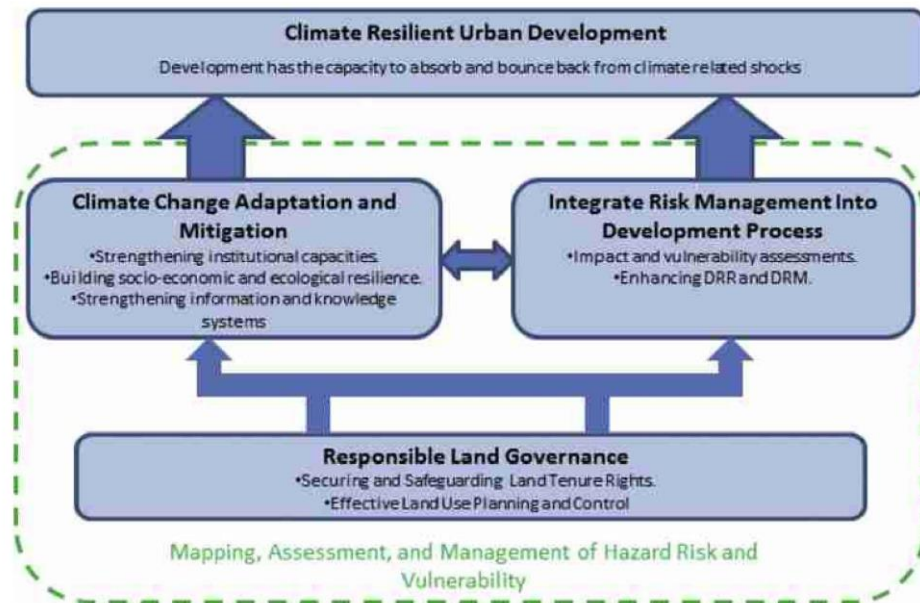 Climate Resilient Urban Development
Development has the capacity to absorb and bounce back from climate related shocks
Climate Change Adaptation and
Mitigation
•Strengthening institutional capacities.
•Building socio-economic and ecological resilience.
•Strengthening information and knowledge
systems
Integrate Risk Management Into
Development Process
•Impact and vulnerability assessments.
•Enhancing DRR and DRM.
Responsible Land Governance
•Securing and Safeguarding Land Tenure Rights.
•Effective Land Use Planning and Control
Mapping, Assessment, and Management of Hazard Risk and
Vulnerability